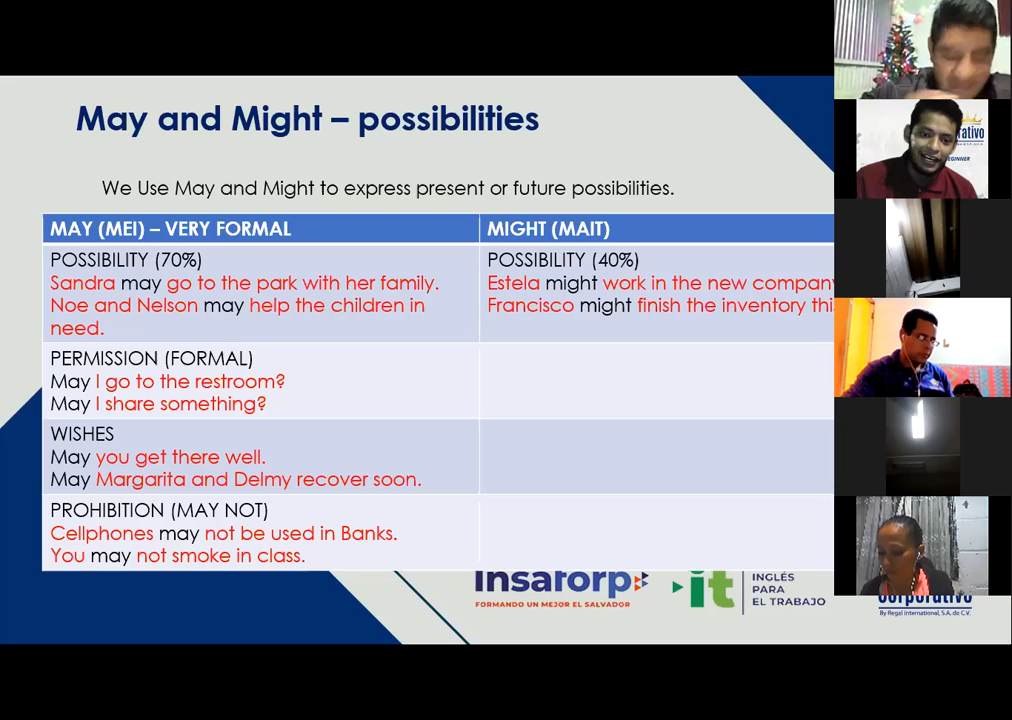 May and Might – possibilities
We Use May and Might to express present or future possibilities.
MAY (MEI) – VERY FORMAL
MIGHT (MAIT)
POSSIBILITY (70%)
Sandra may go to the park with her family.
Noe and Nelson may help the children in
need.
POSSIBILITY (40%)
Estela might work in the new company
Francisco might finish the inventory thi
PERMISSION (FORMAL)
May I go to the restroom?
May I share something?
WISHES
May you get there well.
May Margarita and Delmy recover soon.
PROHIBITION (MAY NOT)
Cellphones may not be used in Banks.
You may not smoke in class.
Insaforp
FORMANDO UN MEJOR EL SALVADOR
it
INGLÉS
PARA
EL TRABAJO
Corporativo
By Regal International, S.A. de C.V.
rativo
EGINNER